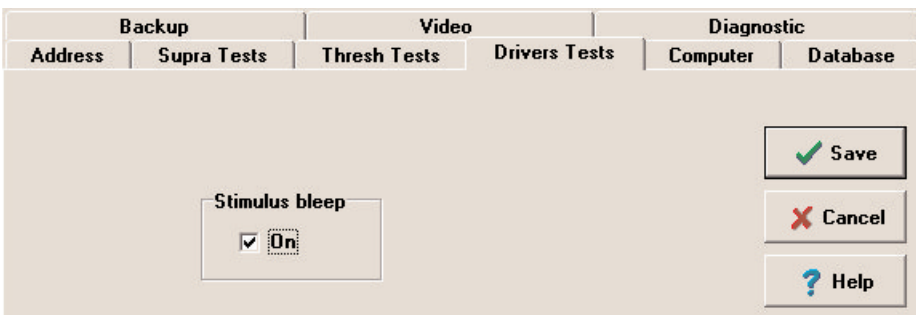 Backup Video Diagnostic
Address Supra Tests Thresh Tests Drivers Tests Computer Database
Save
Stimulus bleep
On
Cancel
Help